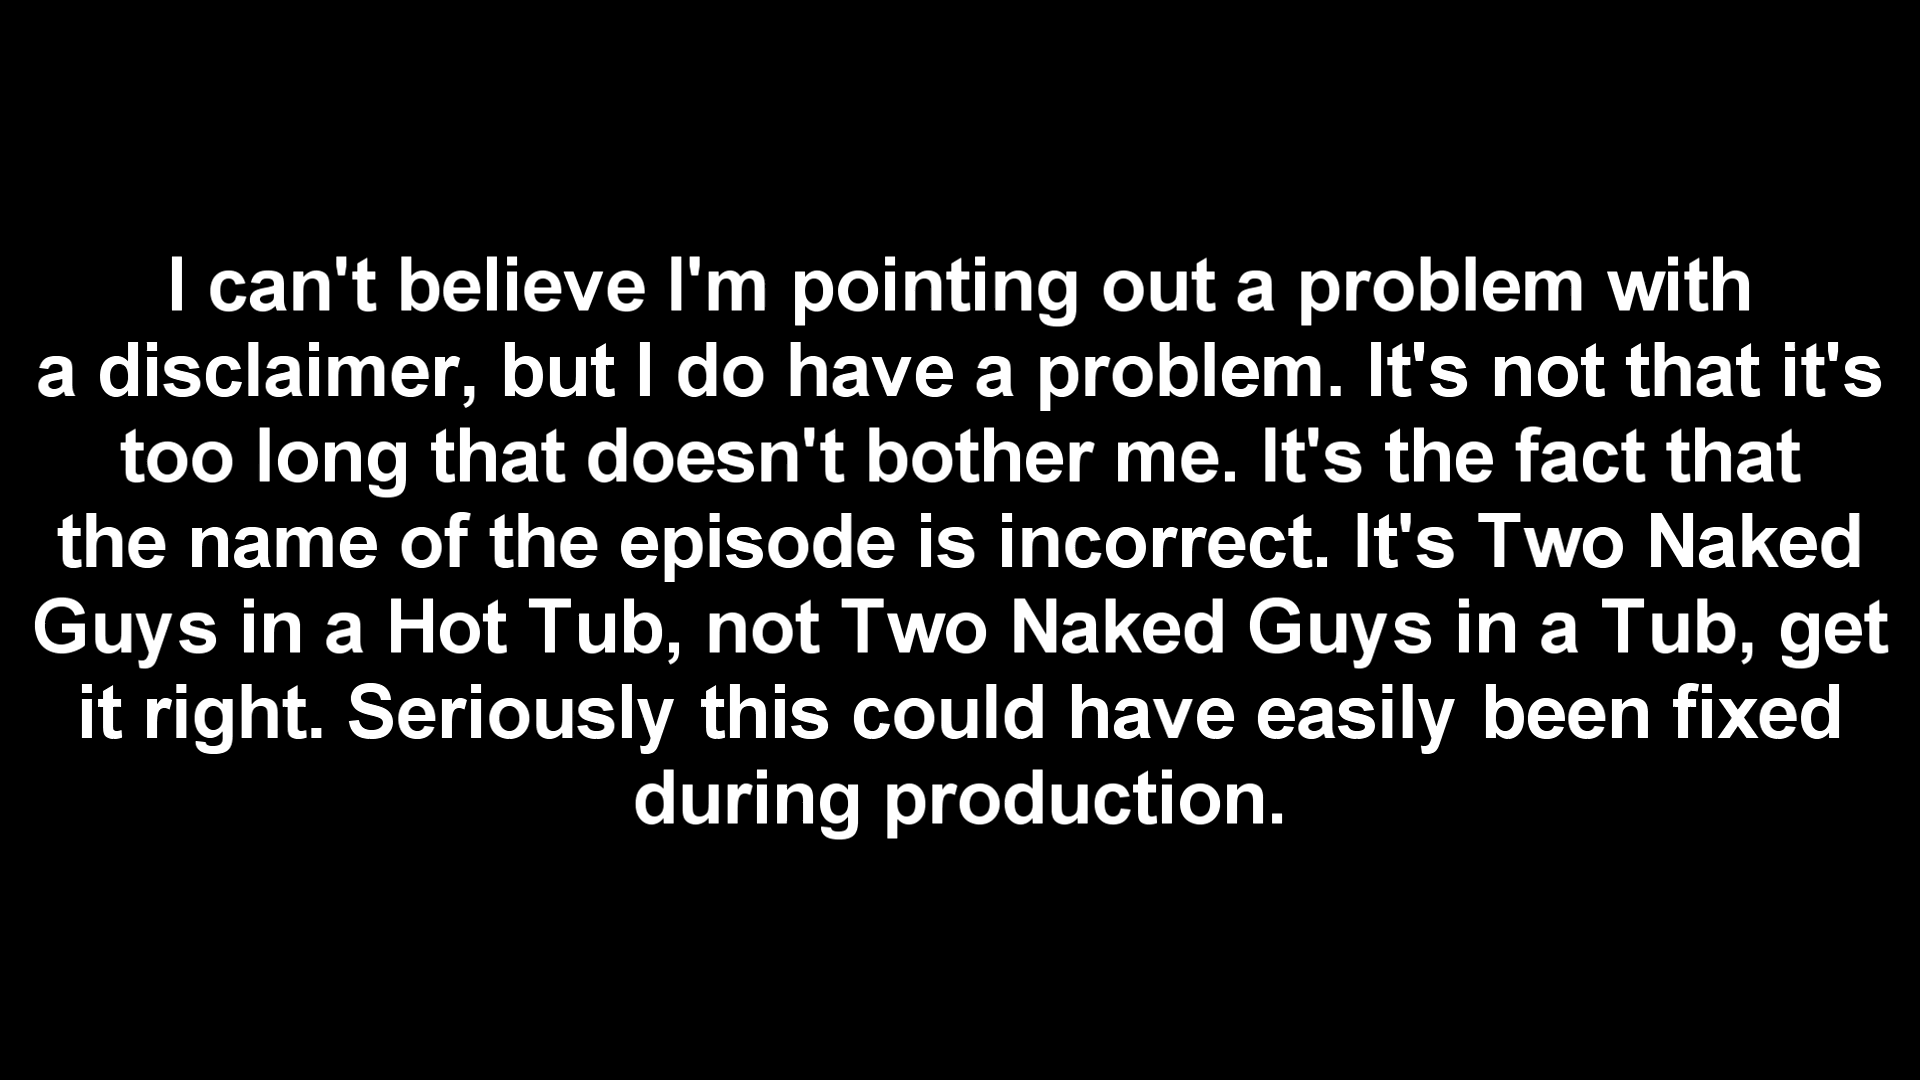 I can't believe I'm pointing out a problem with
a disclaimer, but I do have a problem. It's not that it's
too long that doesn't bother me. It's the fact that
the name of the episode is incorrect. It's Two Naked
Guys in a Hot Tub, not Two Naked Guys in a Tub, get
it right. Seriously this could have easily been fixed
during production.